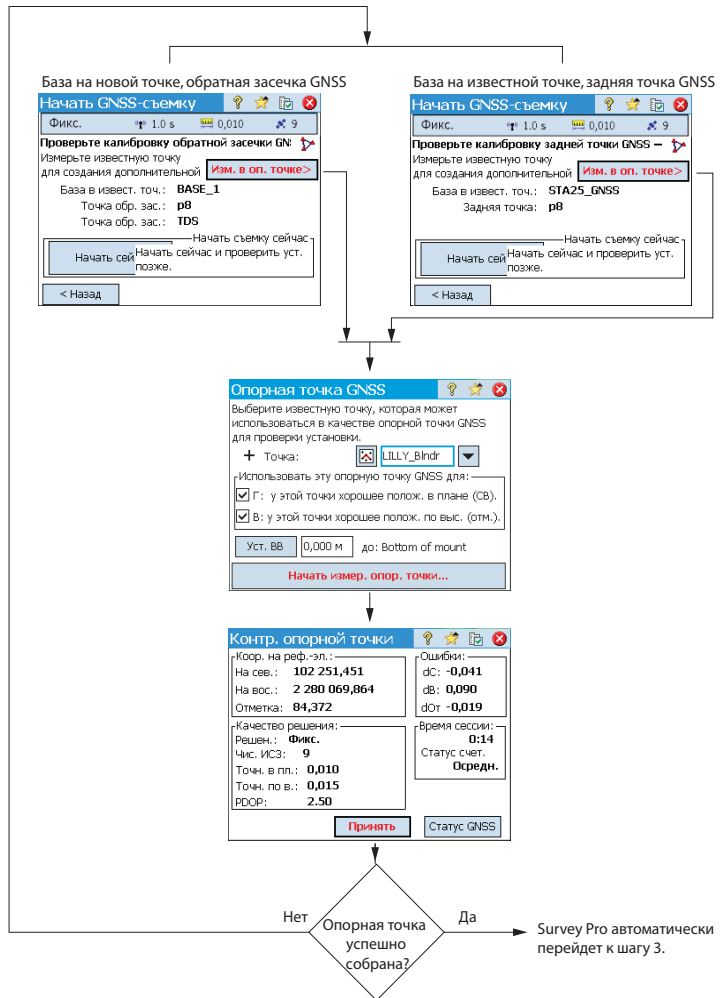 База на новой точке, обратная засечка GNSS
Начать GNSS-съемку
Фикс. 1.0 s 0,010 9
Проверьте калибровку обратной засечки GN:
Измерьте известную точку
для создания дополнительной
Изм. в оп. точке>
База в извест. точ.: BASE_1
Точка обр. зас.: p8
Точка обр. зас.: TDS
Начать съемку сейчас
Начать сей
Начать сейчас и проверить уст.
позже.
< Назад
База на известной точке, задняя точка GNSS
Начать GNSS-съемку
Фикс. 1.0 s 0,010 9
Проверьте калибровку задней точки GNSS —
Измерьте известную точку
для создания дополнительной
Изм. в оп. точке>
База в извест. точ.: STA25_GNSS
Задняя точка: p8
Начать съемку сейчас
Начать сей
Начать сейчас и проверить уст.
позже.
< Назад
Опорная точка GNSS
Выберите известную точку, которая может
использоваться в качестве опорной точки GNSS
для проверки установки.
+ Точка: LILLY_Blndr
Использовать эту опорную точку GNSS для:
Г: у этой точки хорошее полож. в плане (СВ).
В: у этой точки хорошее полож. по выс. (отм.).
Уст. ВВ 0,000 м до: Bottom of mount
Начать измер. опор. точки...
Контр. опорной точки
Коор. на реф.-эл.:
На сев.: 102 251,451
На вос.: 2 280 069,864
Отметка: 84,372
Ошибки:
dС: -0,041
dВ: 0,090
dОт -0,019
Качество решения:
Решен.: Фикс.
Чис. ИСЗ: 9
Точн. в пл.: 0,010
Точн. по в.: 0,015
PDOP: 2.50
Время сессии:
0:14
Статус счет.
Осредн.
Принять
Статус GNSS
Нет
Опорная точка
успешно
собрана?
Да
Survey Pro автоматически
перейдет к шагу 3.